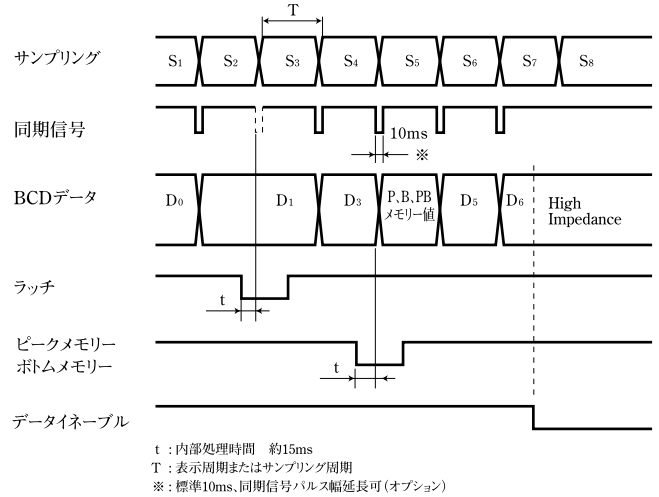 T
サンプリング
S1 S2 S3 S4 S5 S6 S7 S8
同期信号
10ms
※
BCDデータ
D0 D1 D3 P、B、PB メモリー値 D5 D6 High Impedance
ラッチ
t
ピークメモリー
ボトムメモリー
t
データイネーブル
t：内部処理時間　約15ms
T：表示周期またはサンプリング周期
※：標準10ms、同期信号パルス幅延長可（オプション）